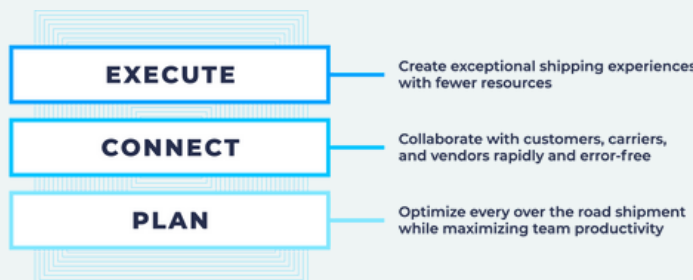 EXECUTE
Create exceptional shipping experiences
with fewer resources
CONNECT
Collaborate with customers, carriers,
and vendors rapidly and error-free
PLAN
Optimize every over the road shipment
while maximizing team productivity